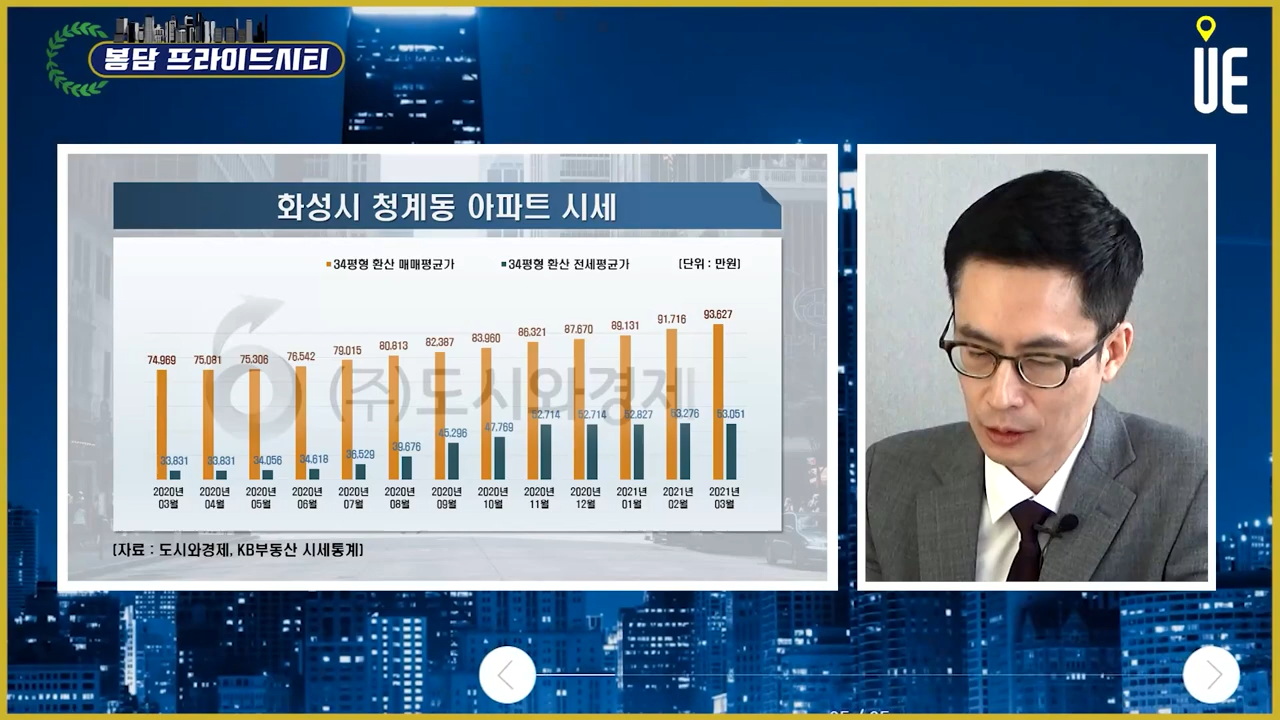 봉담 프라이드시티
UE
화성시 청계동 아파트 시세
34평형 환산 매매평균가 34평형 환산 전세평균가 (단위 : 만원)
74,969 75,081 75,306 76,542 79,015 80,813 82,387 83,960 86,321 87,670 89,131 91,716 93,627
(주)도시와경제
33,831 33,831 34,056 34,618 36,529 39,676 45,296 47,769 52,714 52,714 52,827 53,276 53,051
2020년 2020년 2020년 2020년 2020년 2020년 2020년 2020년 2020년 2020년 2021년 2021년 2021년
03월 04월 05월 06월 07월 08월 09월 10월 11월 12월 01월 02월 03월
(자료 : 도시와경제, KB부동산 시세통계)